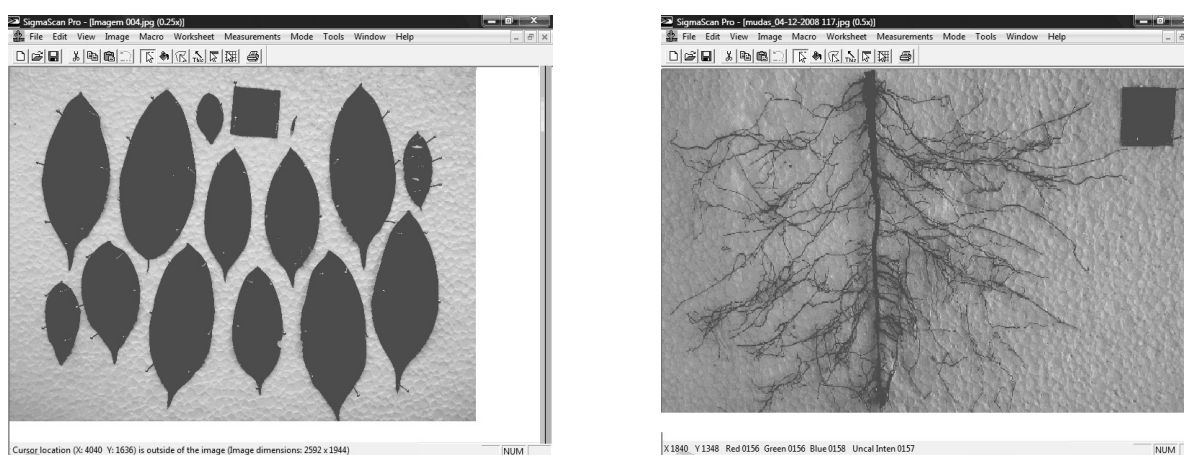 SigmaScan Pro - [Imagem 004.jpg (0.25x)]
File Edit View Image Macro Worksheet Measurements Mode Tools Window Help
Cursor location (X: 4040 Y: 1636) is outside of the image (Image dimensions: 2592 x 1944)
NUM
SigmaScan Pro - [mudas_04-12-2008 117.jpg (0.5x)]
File Edit View Image Macro Worksheet Measurements Mode Tools Window Help
X 1840 Y 1348 Red 0156 Green 0156 Blue 0158 Uncal Inten 0157
NUM